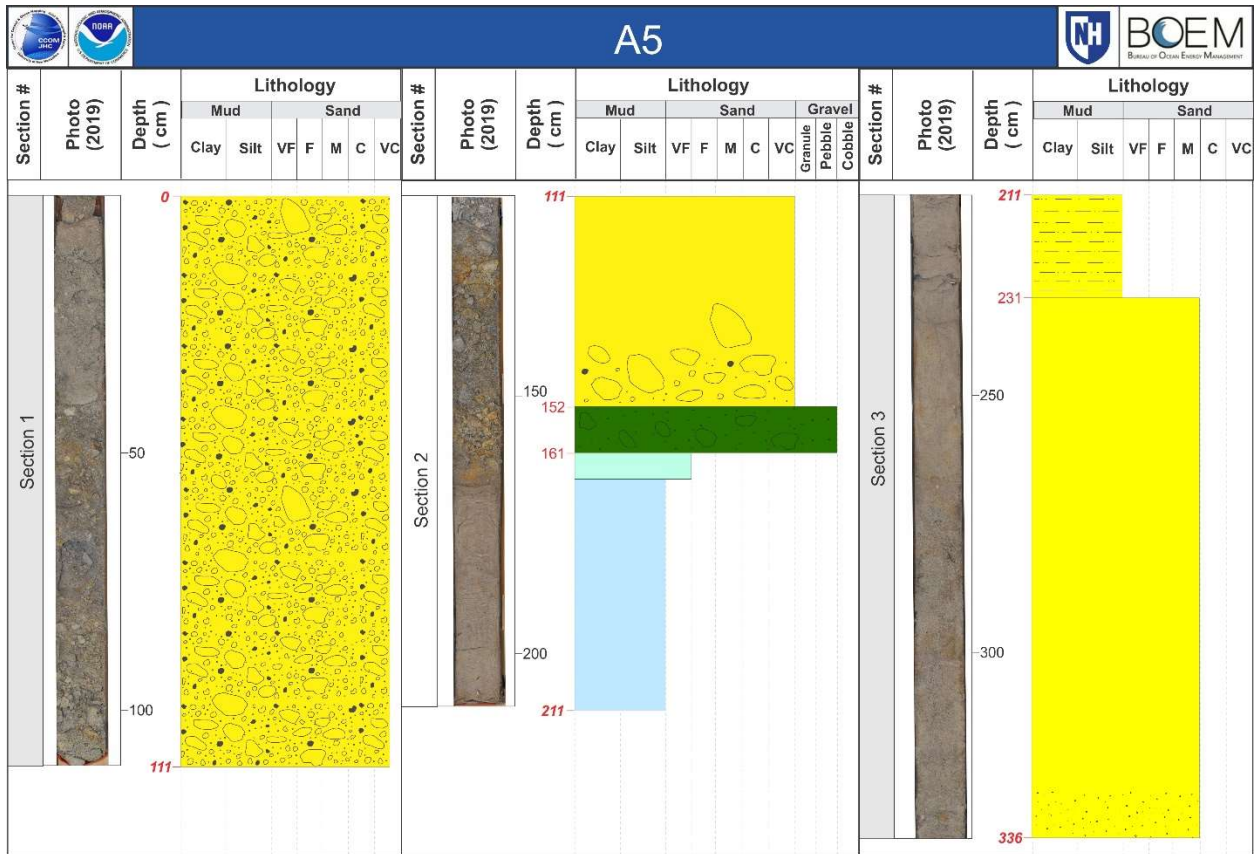 CCOM
JHC
NOAA
A5
NH
BOEM
BUREAU OF OCEAN ENERGY MANAGEMENT
Section #
Photo
(2019)
Depth
( cm )
Lithology
Mud
Sand
Clay
Silt
VF
F
M
C
VC
Section 1
0
50
100
111
Section #
Photo
(2019)
Depth
( cm )
Lithology
Mud
Sand
Gravel
Clay
Silt
VF
F
M
C
VC
Granule
Pebble
Cobble
Section 2
111
150
152
161
200
211
Section #
Photo
(2019)
Depth
( cm )
Lithology
Mud
Sand
Clay
Silt
VF
F
M
C
VC
Section 3
211
231
250
300
336